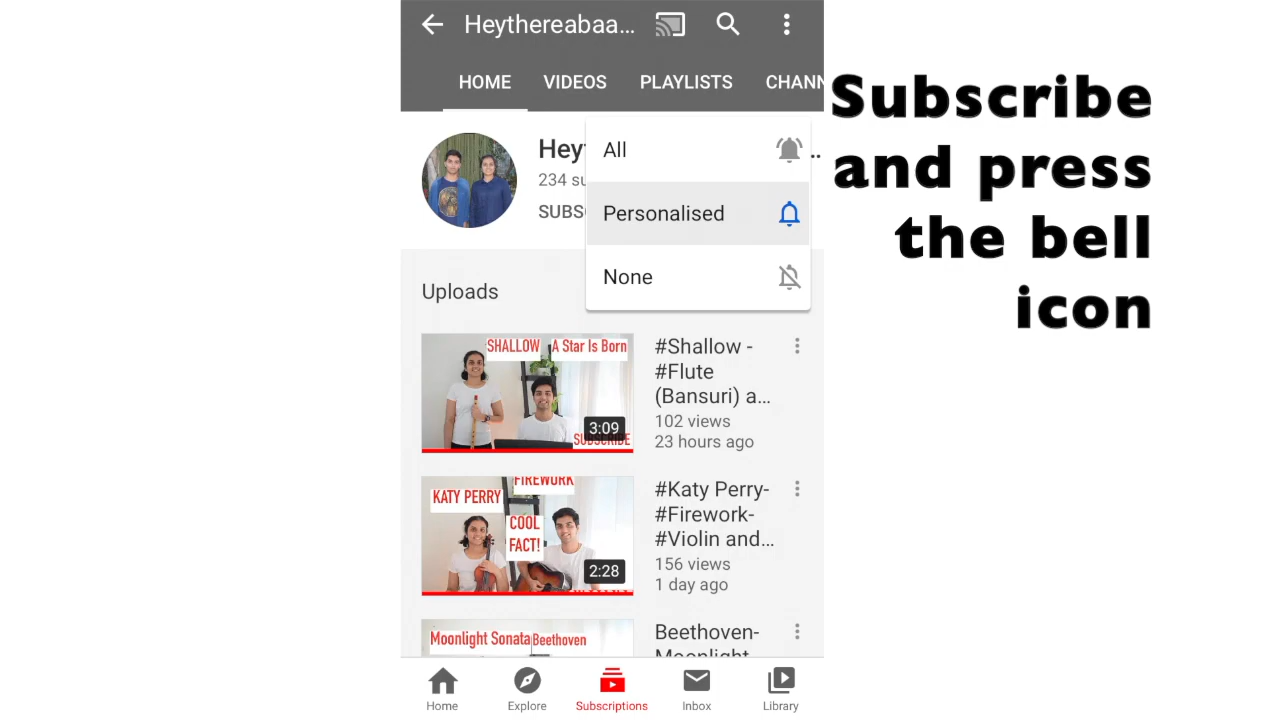 Heythereabaa...
HOME VIDEOS PLAYLISTS CHANN
Hey ..
234 su
SUBS
All
Personalised
None
Uploads
SHALLOW A Star Is Born
SUBSCRIBE
3:09
#Shallow -
#Flute
(Bansuri) a...
102 views
23 hours ago
KATY PERRY
FIREWORK
COOL
FACT!
2:28
#Katy Perry-
#Firework-
#Violin and...
156 views
1 day ago
Moonlight Sonata Beethoven
Beethoven-
Moonlight
Home Explore Subscriptions Inbox Library
Subscribe
and press
the bell
icon